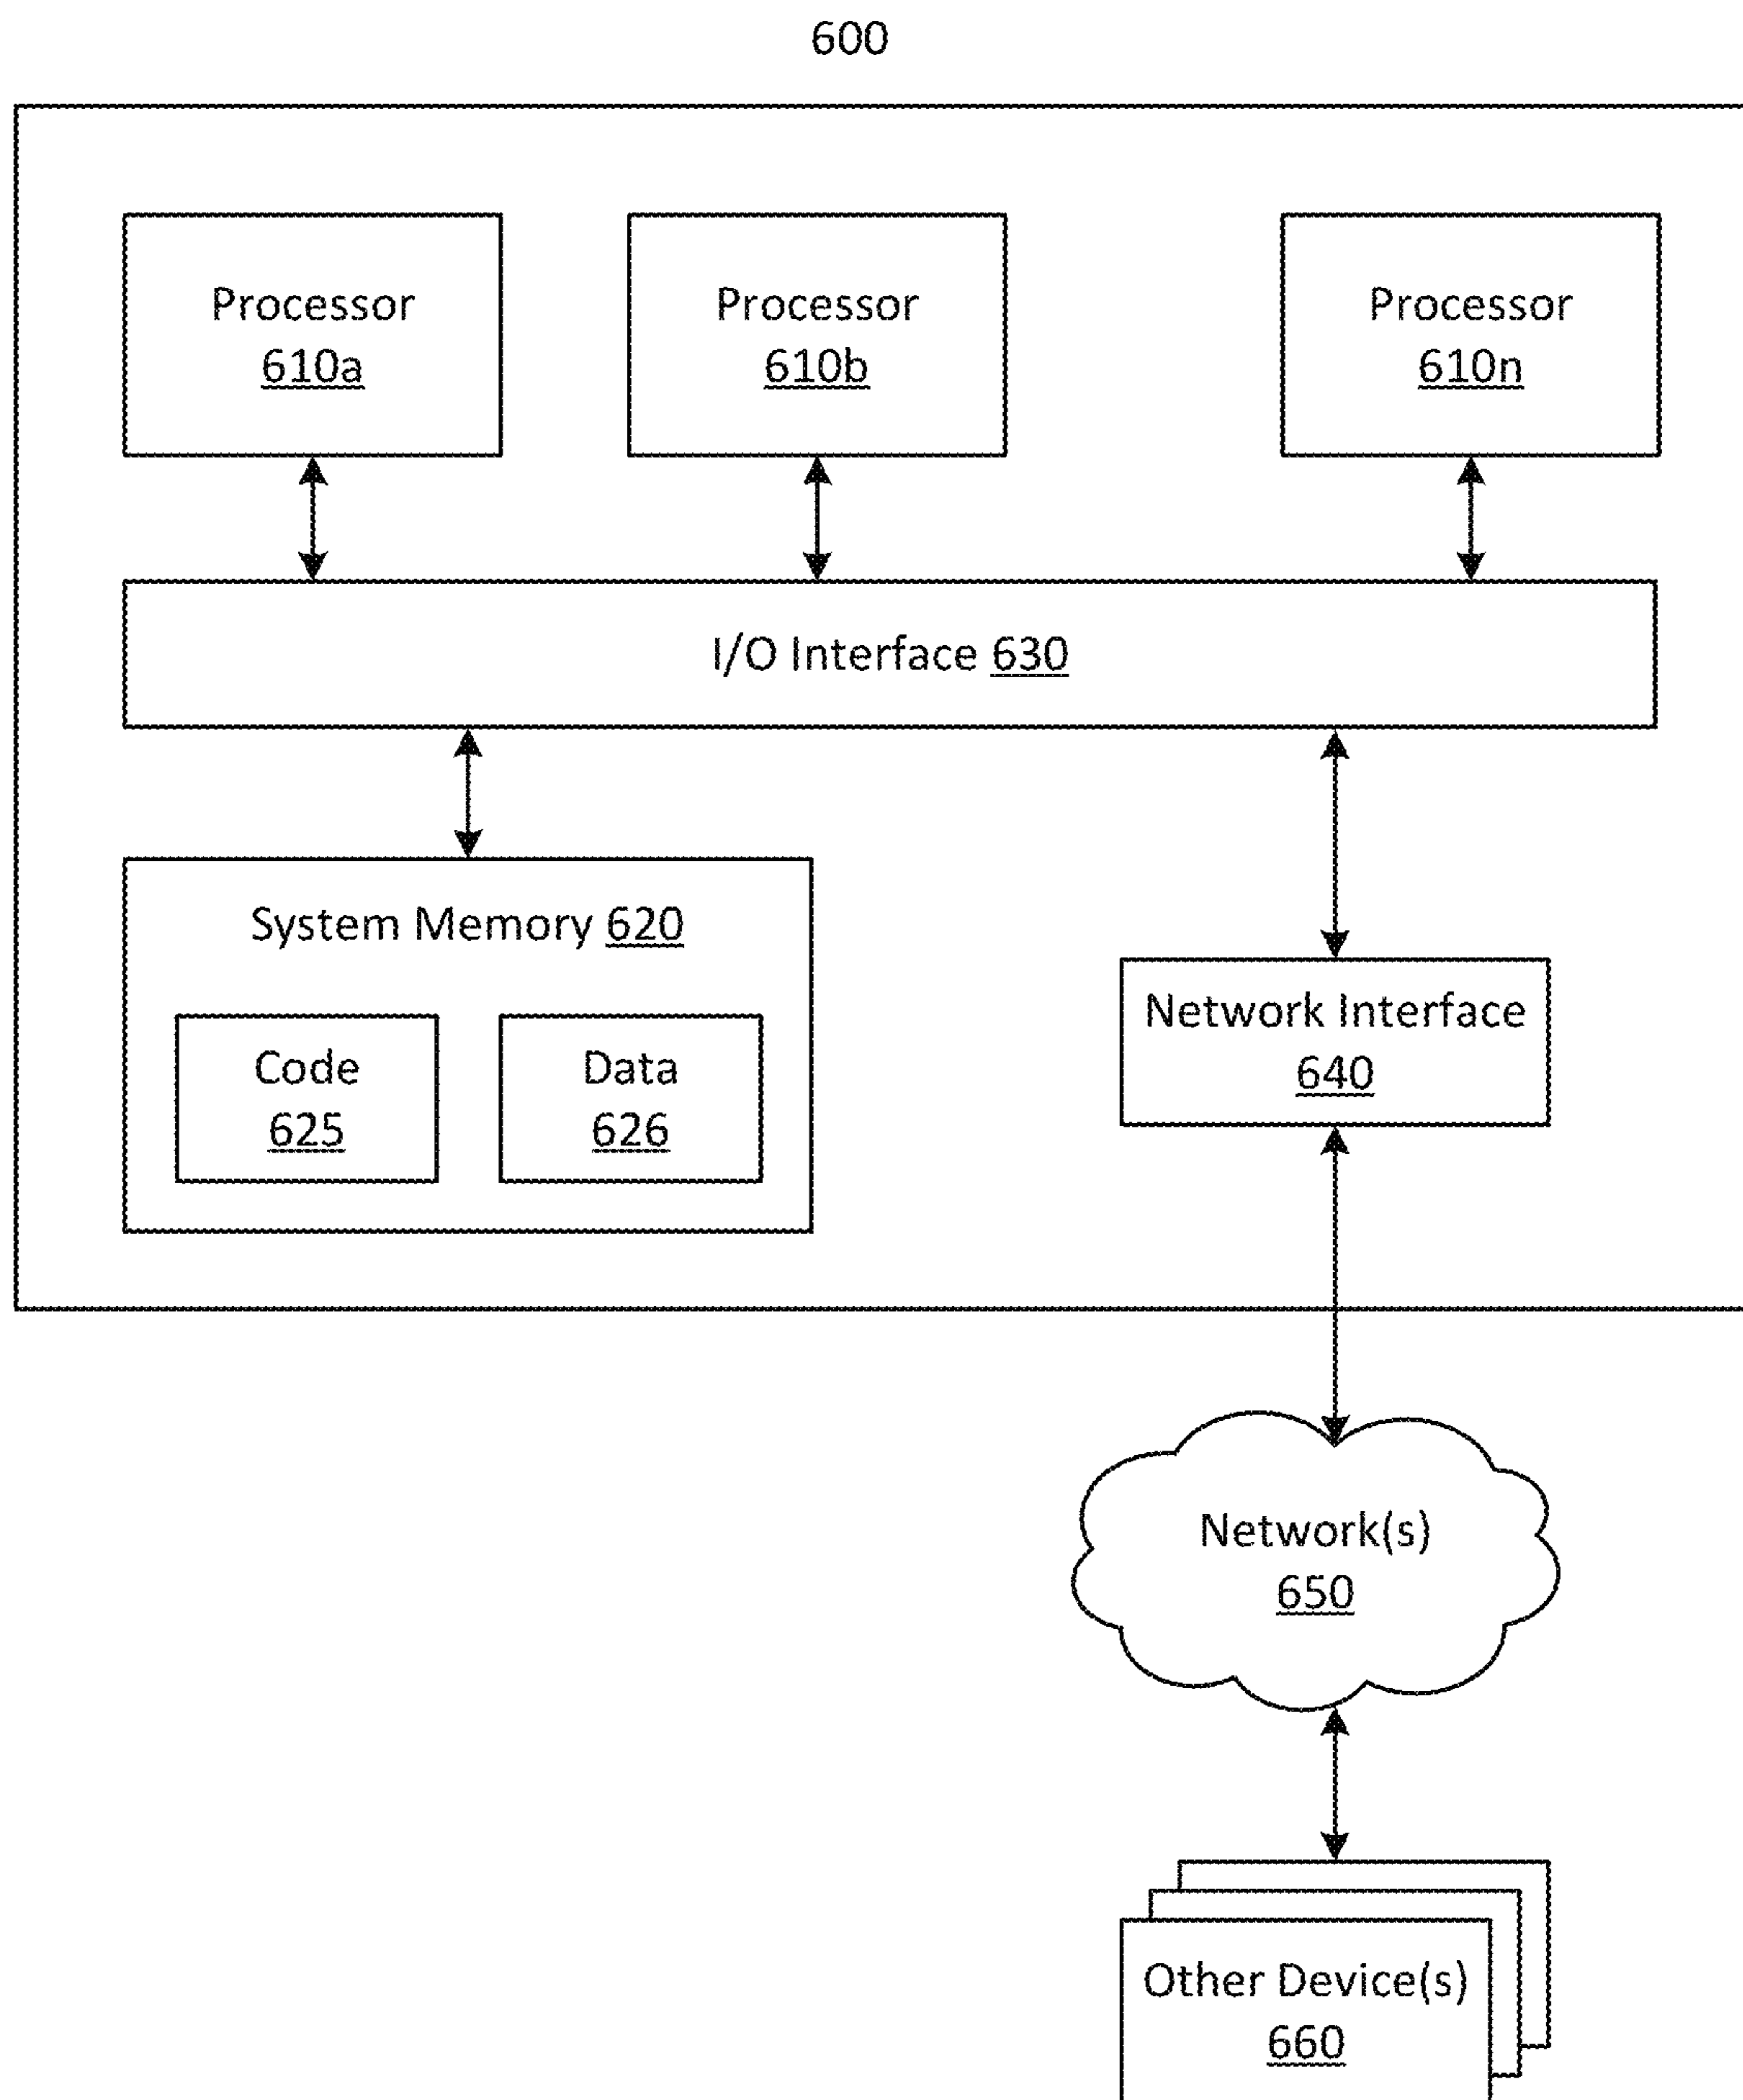 600
Processor
610a
Processor
610b
Processor
610n
I/O Interface 630
System Memory 620
Code
625
Data
626
Network Interface
640
Network(s)
650
Other Device(s)
660